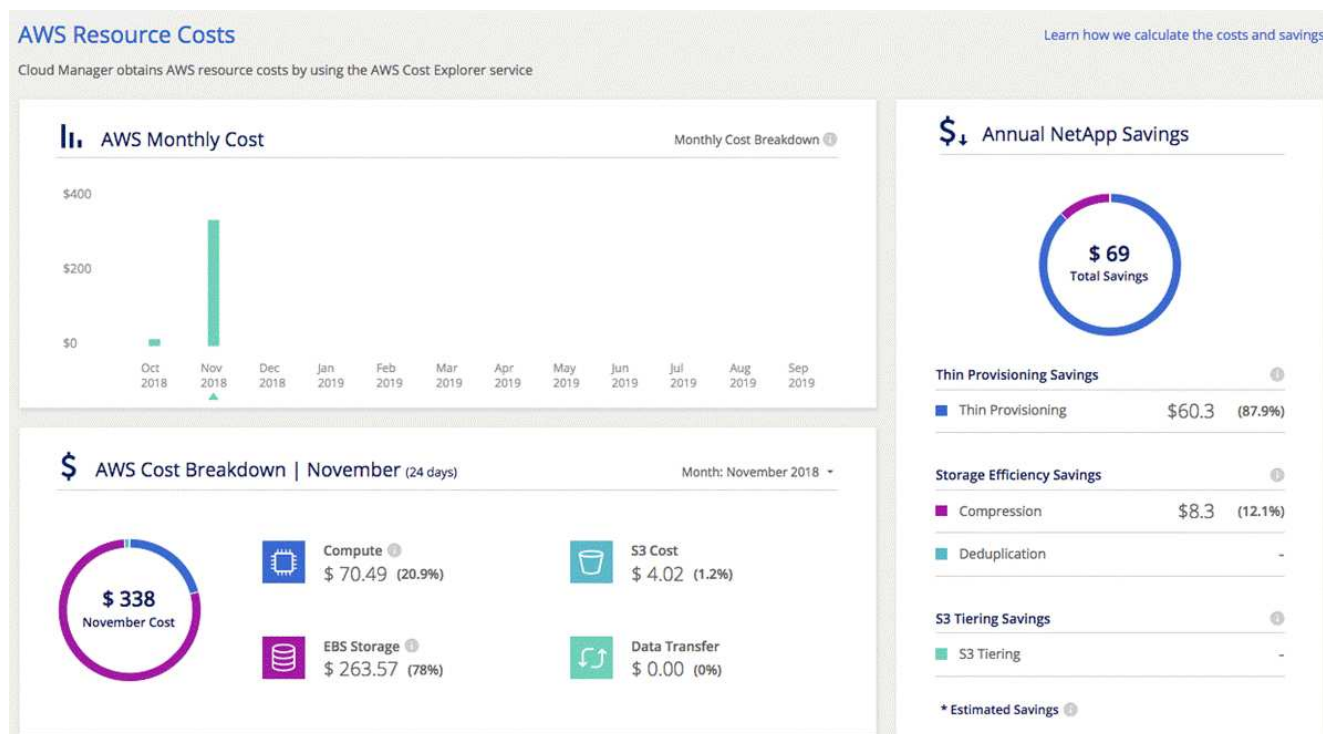 AWS Resource Costs
Learn how we calculate the costs and savings
Cloud Manager obtains AWS resource costs by using the AWS Cost Explorer service
AWS Monthly Cost
Monthly Cost Breakdown
$400
$200
$0
Oct Nov Dec Jan Feb Mar Apr May Jun Jul Aug Sep
2018 2018 2018 2019 2019 2019 2019 2019 2019 2019 2019 2019
AWS Cost Breakdown | November (24 days)
Month: November 2018
$ 338
November Cost
Compute
$ 70.49 (20.9%)
S3 Cost
$ 4.02 (1.2%)
EBS Storage
$ 263.57 (78%)
Data Transfer
$ 0.00 (0%)
Annual NetApp Savings
$ 69
Total Savings
Thin Provisioning Savings
Thin Provisioning $60.3 (87.9%)
Storage Efficiency Savings
Compression $8.3 (12.1%)
Deduplication -
S3 Tiering Savings
S3 Tiering -
* Estimated Savings